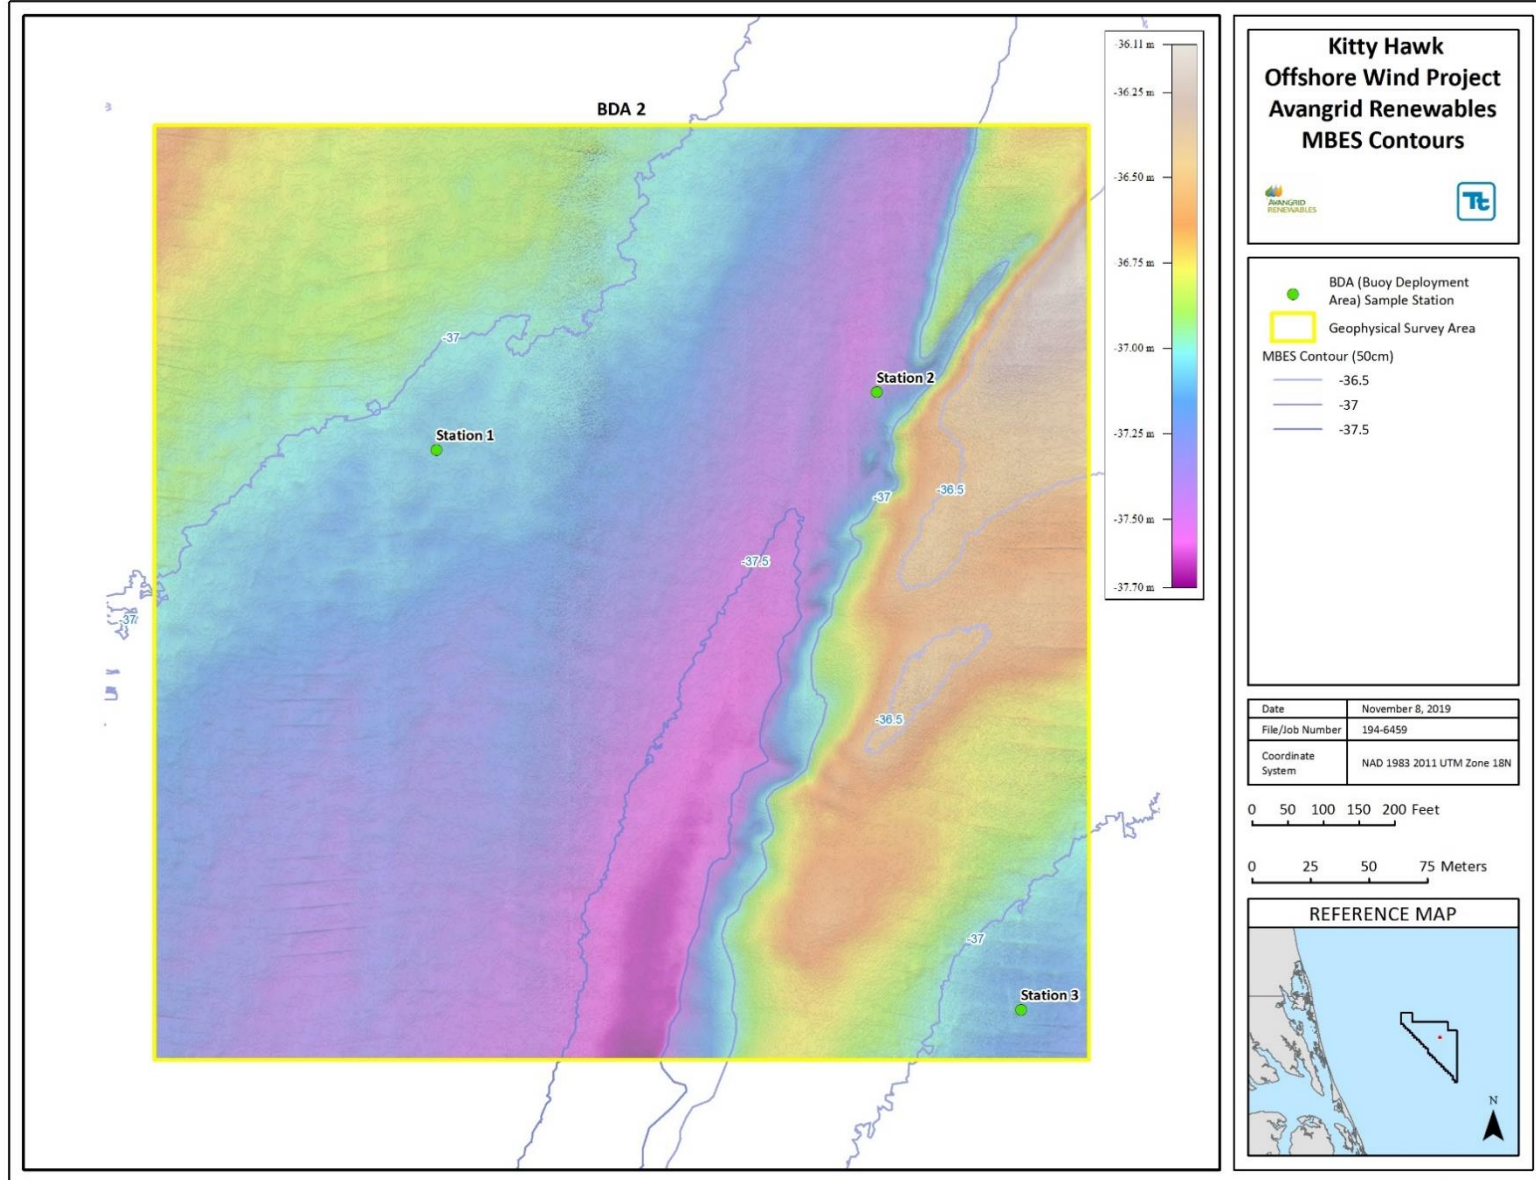 BDA 2
-37
Station 1
Station 2
-37
-36.5
-37.5
-37
-36.5
-37
Station 3
-36.11 m
-36.25 m
-36.50 m
-36.75 m
-37.00 m
-37.25 m
-37.50 m
-37.70 m
Kitty Hawk
Offshore Wind Project
Avangrid Renewables
MBES Contours
AVANGRID
RENEWABLES
Tt
BDA (Buoy Deployment
Area) Sample Station
Geophysical Survey Area
MBES Contour (50cm)
-36.5
-37
-37.5
Date November 8, 2019
File/Job Number 194-6459
Coordinate
System NAD 1983 2011 UTM Zone 18N
0 50 100 150 200 Feet
0 25 50 75 Meters
REFERENCE MAP
N